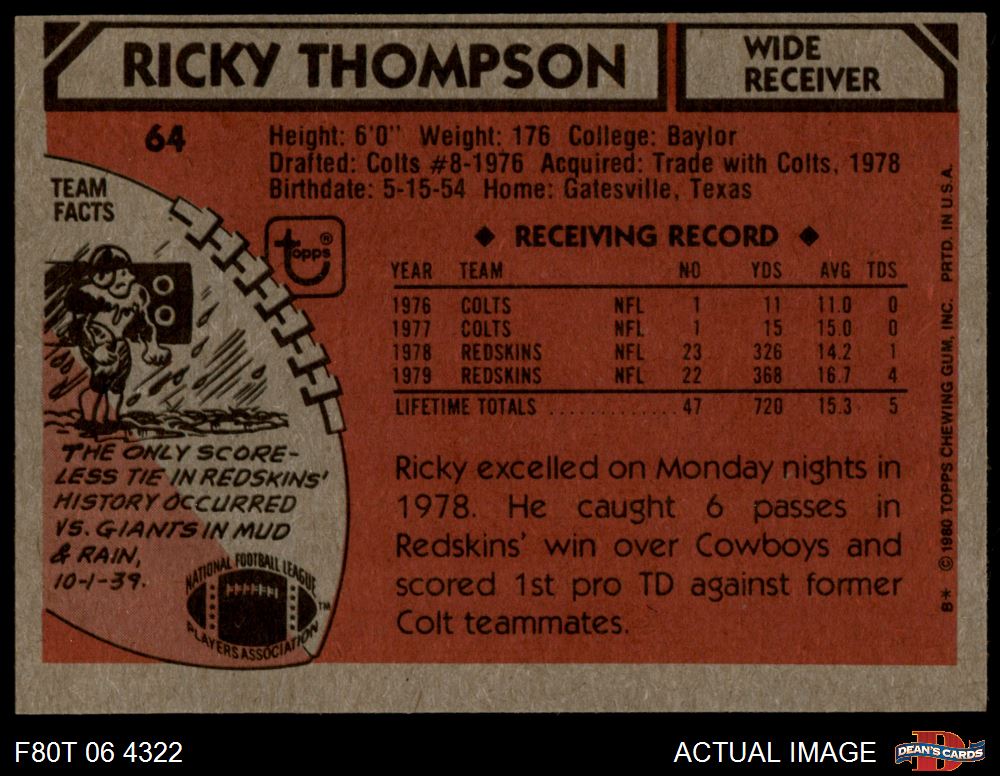 RICKY THOMPSON
WIDE
RECEIVER
64
Height: 6'0" Weight: 176 College: Baylor
Drafted: Colts #8-1976 Acquired: Trade with Colts, 1978
Birthdate: 5-15-54 Home: Gatesville, Texas
TEAM
FACTS
topps®
◆ RECEIVING RECORD ◆
YEAR TEAM NO YDS AVG TDS
1976 COLTS NFL 1 11 11.0 0
1977 COLTS NFL 1 15 15.0 0
1978 REDSKINS NFL 23 326 14.2 1
1979 REDSKINS NFL 22 368 16.7 4
LIFETIME TOTALS ............ 47 720 15.3 5
00
THE ONLY SCORE-
LESS TIE IN REDSKINS'
HISTORY OCCURRED
VS. GIANTS IN MUD
& RAIN,
10-1-39.
NATIONAL FOOTBALL LEAGUE
PLAYERS ASSOCIATION
TM
Ricky excelled on Monday nights in
1978. He caught 6 passes in
Redskins' win over Cowboys and
scored 1st pro TD against former
Colt teammates.
B* © 1980 TOPPS CHEWING GUM, INC. PRTD. IN U.S.A.
F80T 06 4322
ACTUAL IMAGE
D
DEAN'S CARDS